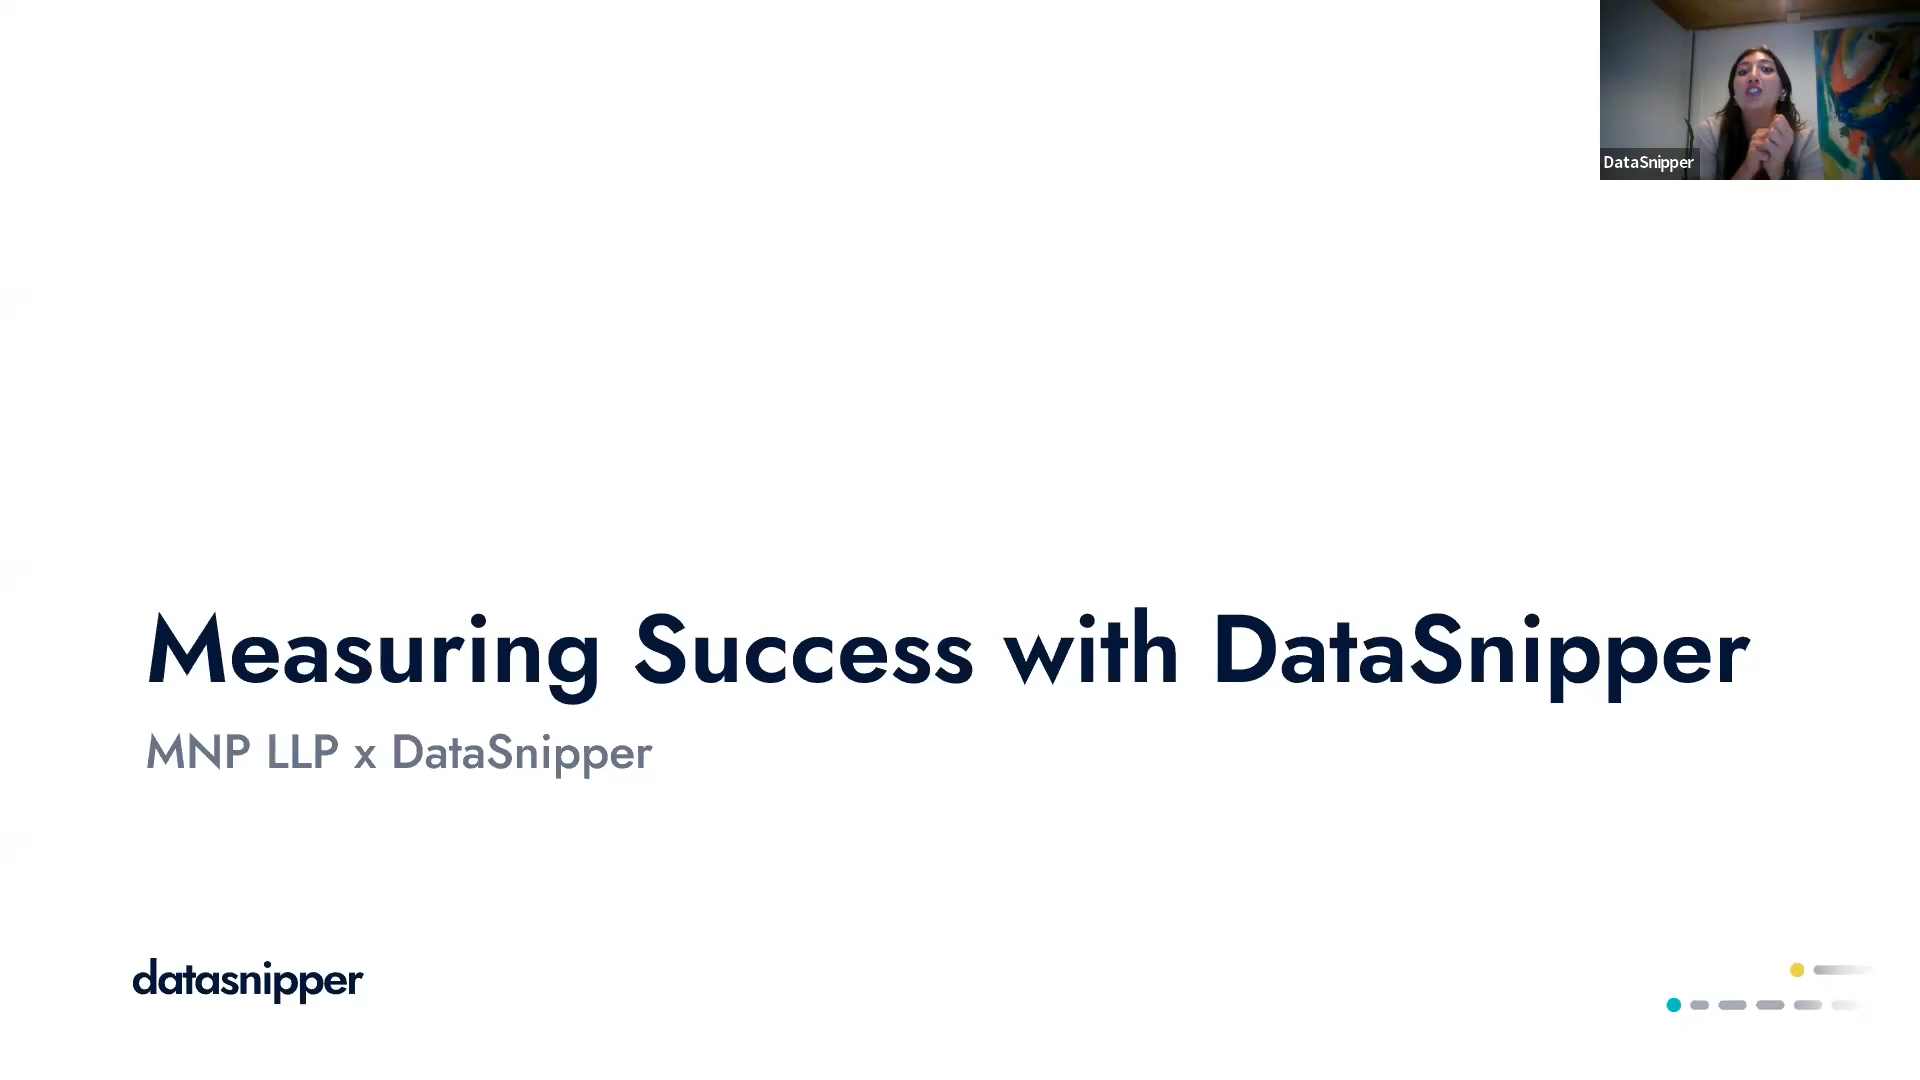 DataSnipper
Measuring Success with DataSnipper
MNP LLP x DataSnipper
datasnipper